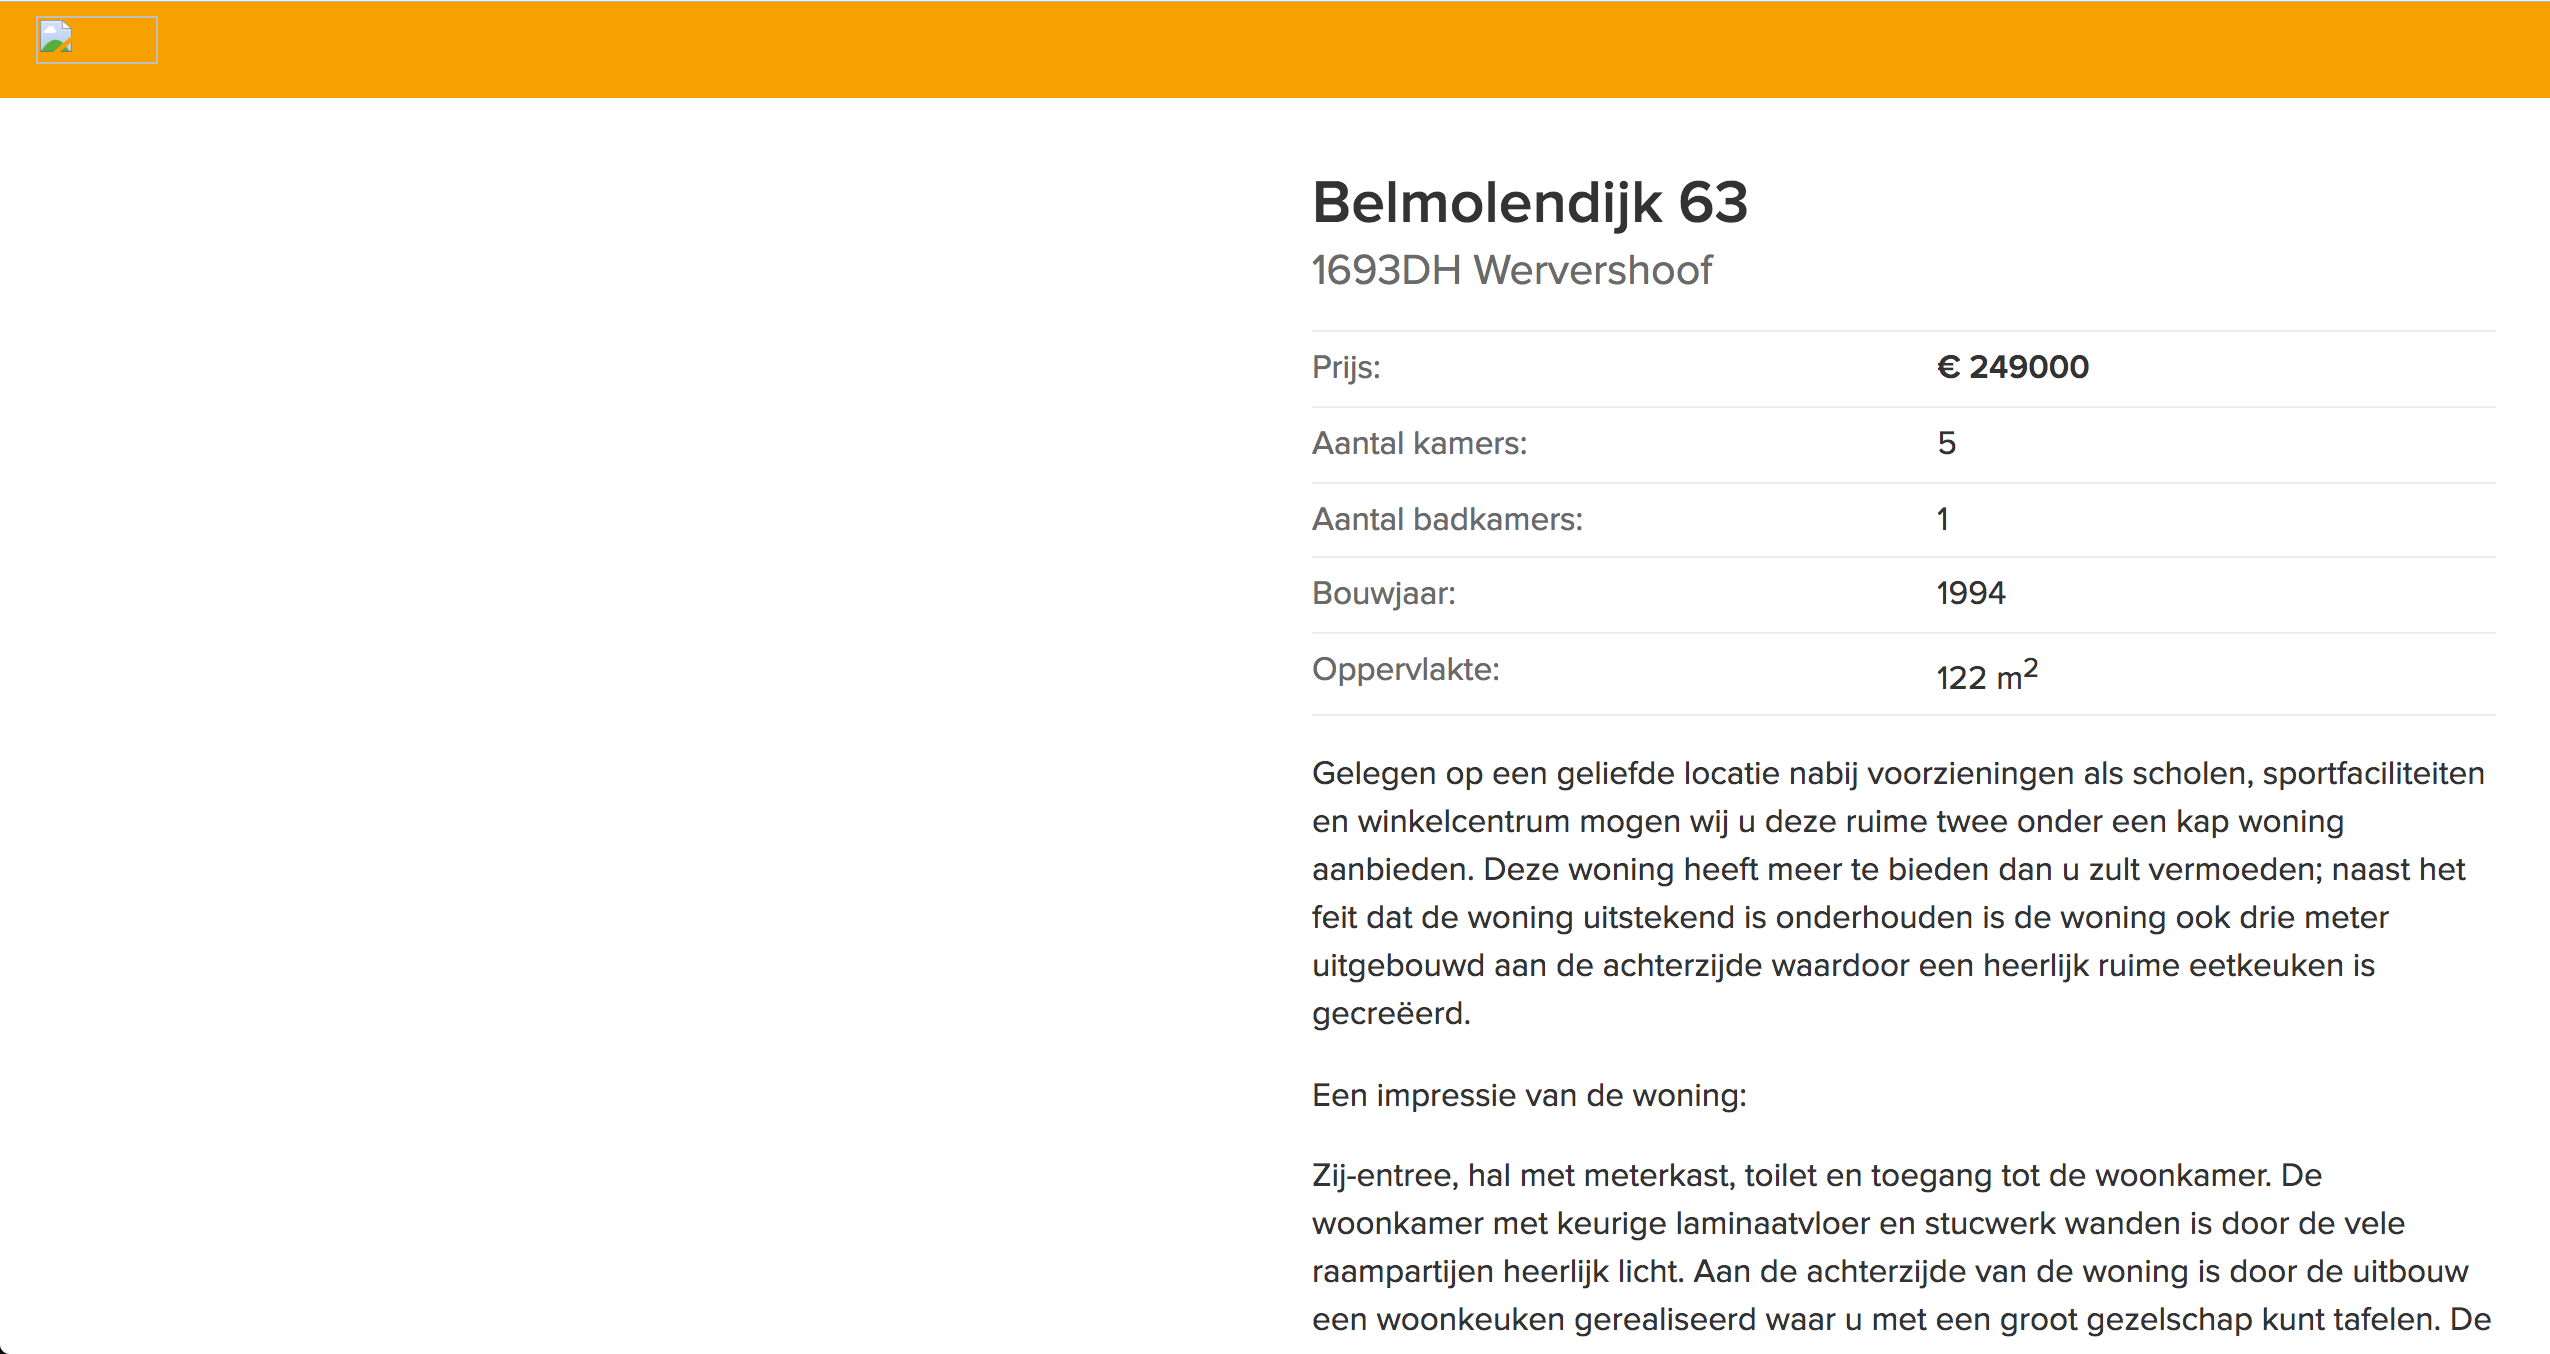 Belmolendijk 63
1693DH Wervershoof
Prijs: € 249000
Aantal kamers: 5
Aantal badkamers: 1
Bouwjaar: 1994
Oppervlakte: 122 m²
Gelegen op een geliefde locatie nabij voorzieningen als scholen, sportfaciliteiten
en winkelcentrum mogen wij u deze ruime twee onder een kap woning
aanbieden. Deze woning heeft meer te bieden dan u zult vermoeden; naast het
feit dat de woning uitstekend is onderhouden is de woning ook drie meter
uitgebouwd aan de achterzijde waardoor een heerlijk ruime eetkeuken is
gecreëerd.
Een impressie van de woning:
Zij-entree, hal met meterkast, toilet en toegang tot de woonkamer. De
woonkamer met keurige laminaatvloer en stucwerk wanden is door de vele
raampartijen heerlijk licht. Aan de achterzijde van de woning is door de uitbouw
een woonkeuken gerealiseerd waar u met een groot gezelschap kunt tafelen. De